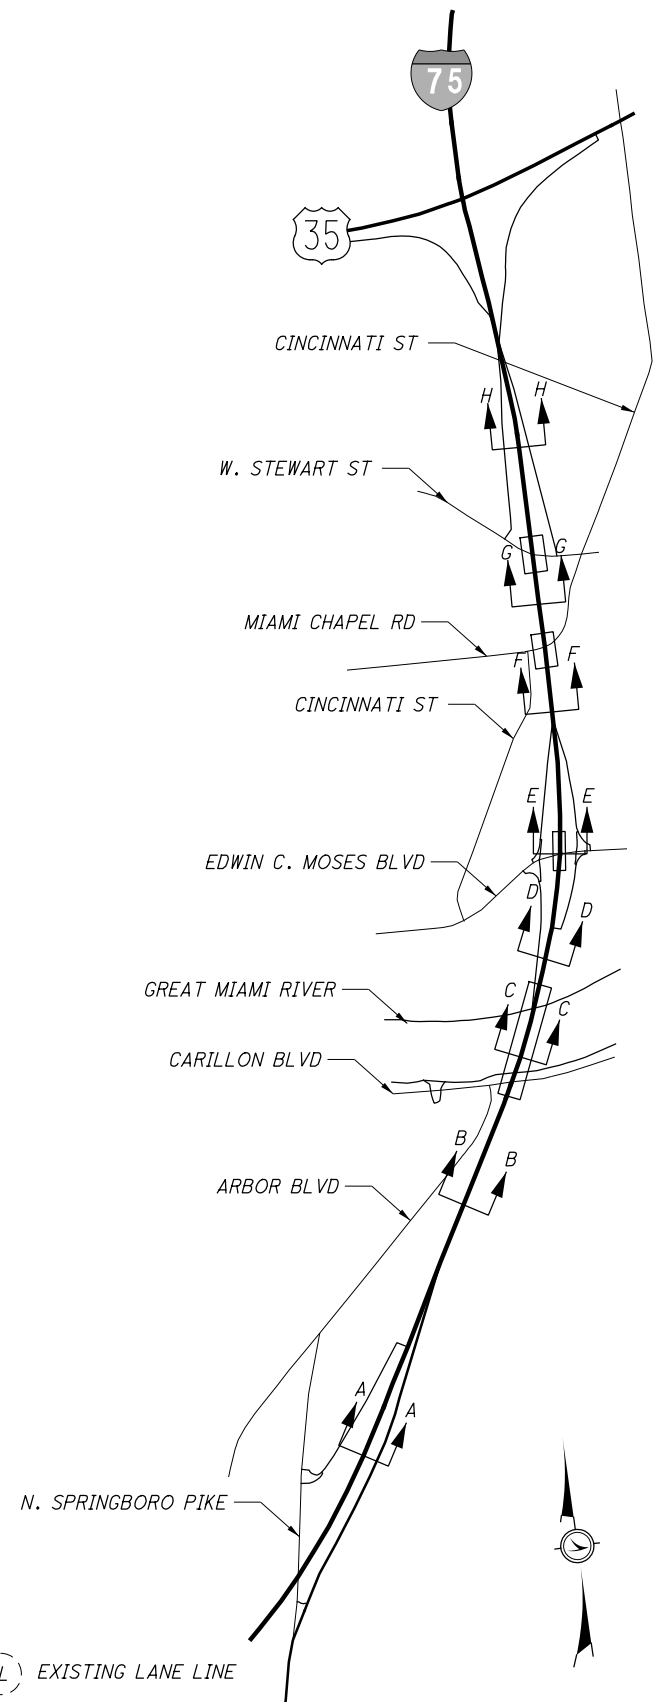 75
35
CINCINNATI ST
H H
W. STEWART ST
G G
MIAMI CHAPEL RD
F F
CINCINNATI ST
E E
EDWIN C. MOSES BLVD
D D
GREAT MIAMI RIVER
C C
CARILLON BLVD
B B
ARBOR BLVD
A A
N. SPRINGBORO PIKE
L EXISTING LANE LINE